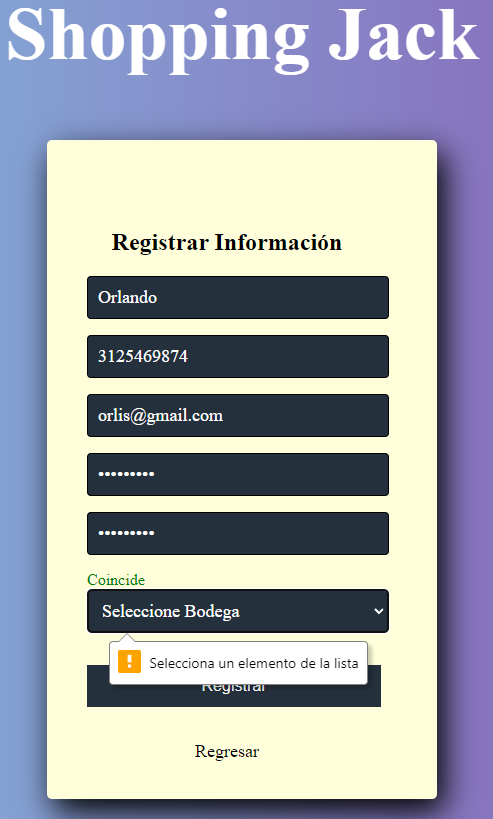 Shopping Jack
Registrar Información
Orlando
3125469874
orlis@gmail.com
•••••••••
•••••••••
Coincide
Seleccione Bodega
Selecciona un elemento de la lista
Registrar
Regresar